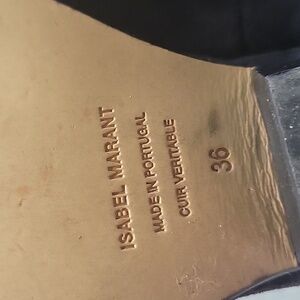 ISABEL MARANT
MADE IN PORTUGAL
CUIR VERITABLE
36